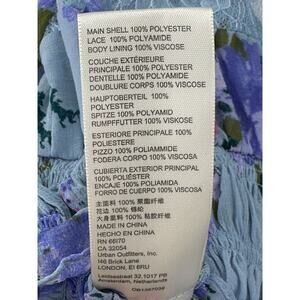 MAIN SHELL 100% POLYESTER
LACE 100% POLYAMIDE
BODY LINING 100% VISCOSE
COUCHE EXTÉRIEURE
PRINCIPALE 100% POLYESTER
DENTELLE 100% POLYAMIDE
DOUBLURE CORPS 100% VISCOSE
HAUPTOBERTEIL 100%
POLYESTER
SPITZE 100% POLYAMID
RUMPFFUTTER 100% VISKOSE
ESTERIORE PRINCIPALE 100%
POLIESTERE
PIZZO 100% POLIAMMIDE
FODERA CORPO 100% VISCOSA
CUBIERTA EXTERIOR PRINCIPAL
100% POLIÉSTER
ENCAJE 100% POLIAMIDA
FORRO DE CUERPO 100% VISCOSA
主面料 100% 聚酯纤维
花边 100% 锦纶
大身里料 100% 粘胶纤维
MADE IN CHINA
HECHO EN CHINA
RN 66170
CA 33987
Urban Outfitters, Inc.
146 Brick Lane
LONDON, E1 6RU
Leidsestraat 32,1017 PB
Amsterdam, Netherlands